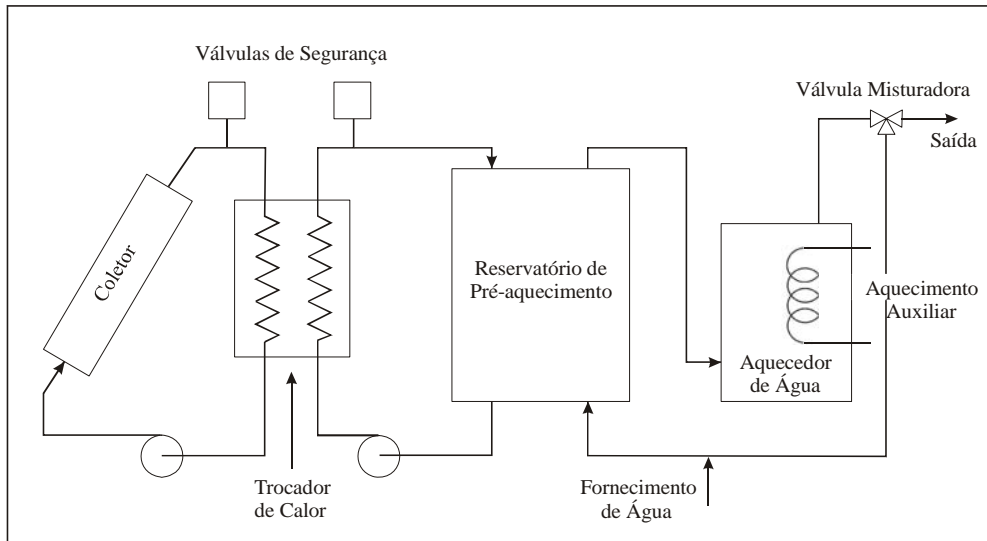 Válvulas de Segurança
Válvula Misturadora
Saída
Coletor
Reservatório de
Pré-aquecimento
Aquecimento
Auxiliar
Aquecedor
de Água
Trocador
de Calor
Fornecimento
de Água